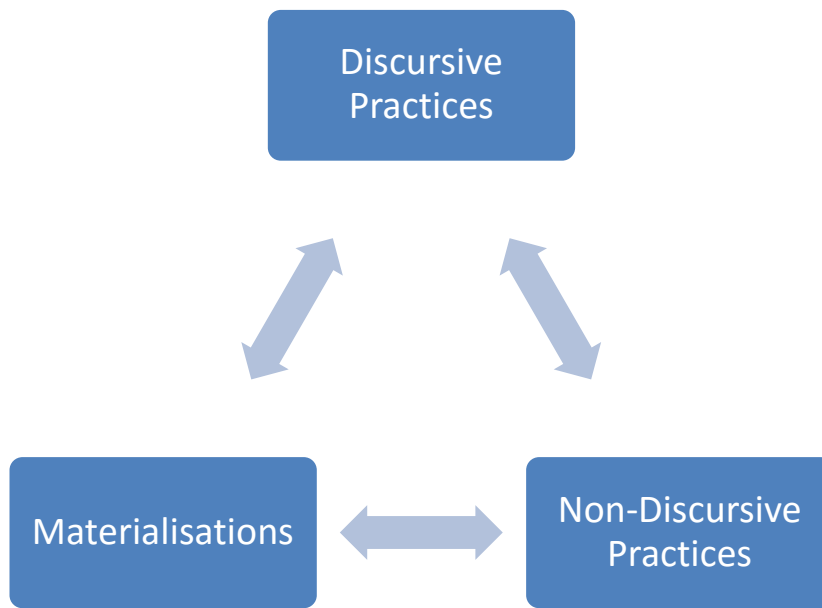 Discursive
Practices
Materialisations
Non-Discursive
Practices